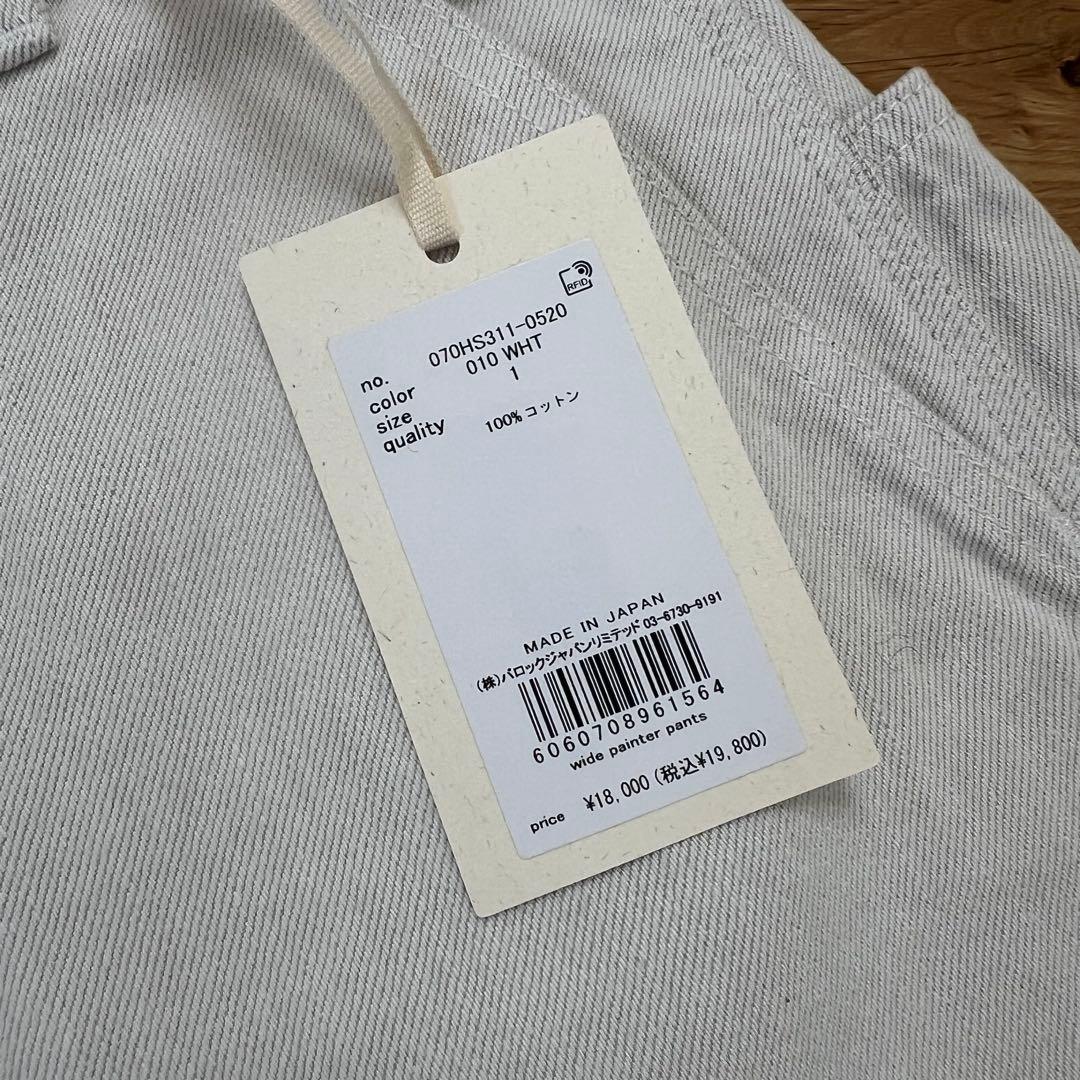 RFID
no. 070HS311-0520
color 010 WHT
size 1
quality 100% コットン
MADE IN JAPAN
(株)バロックジャパンリミテッド 03-6730-9191
6060708961564
wide painter pants
price ¥18,000 (税込¥19,800)